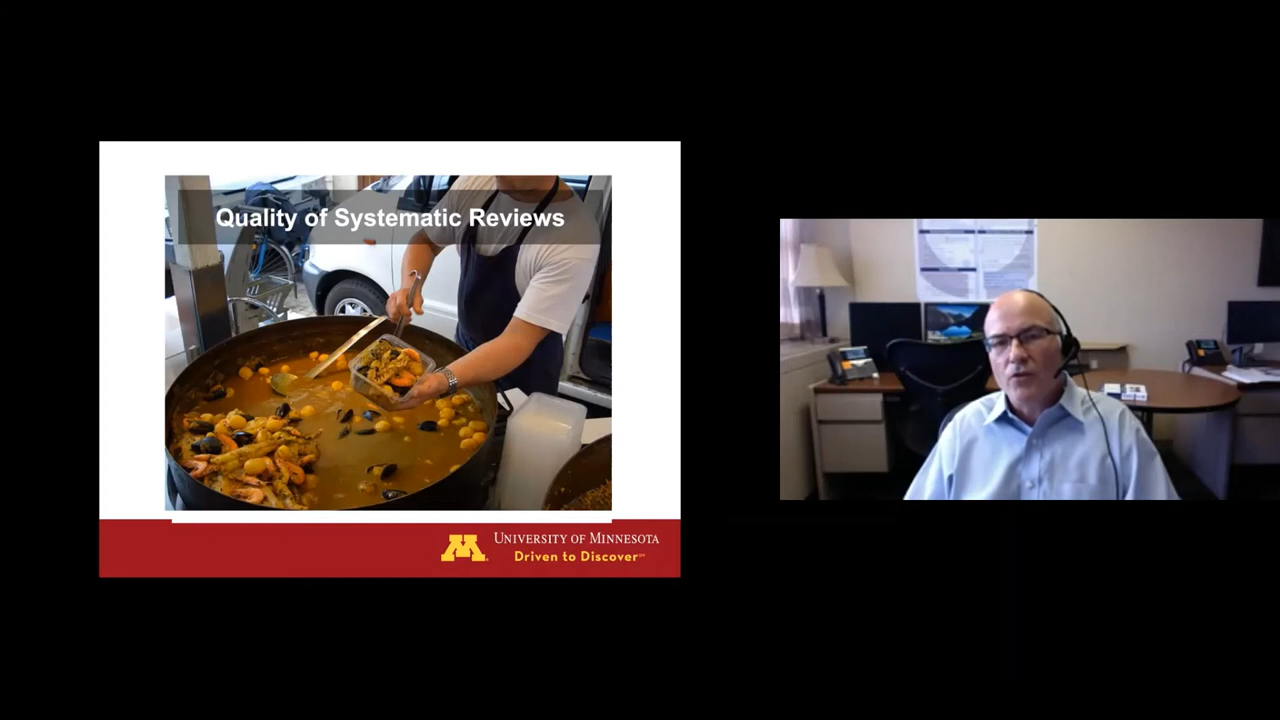 Quality of Systematic Reviews
UNIVERSITY OF MINNESOTA
Driven to Discover℠